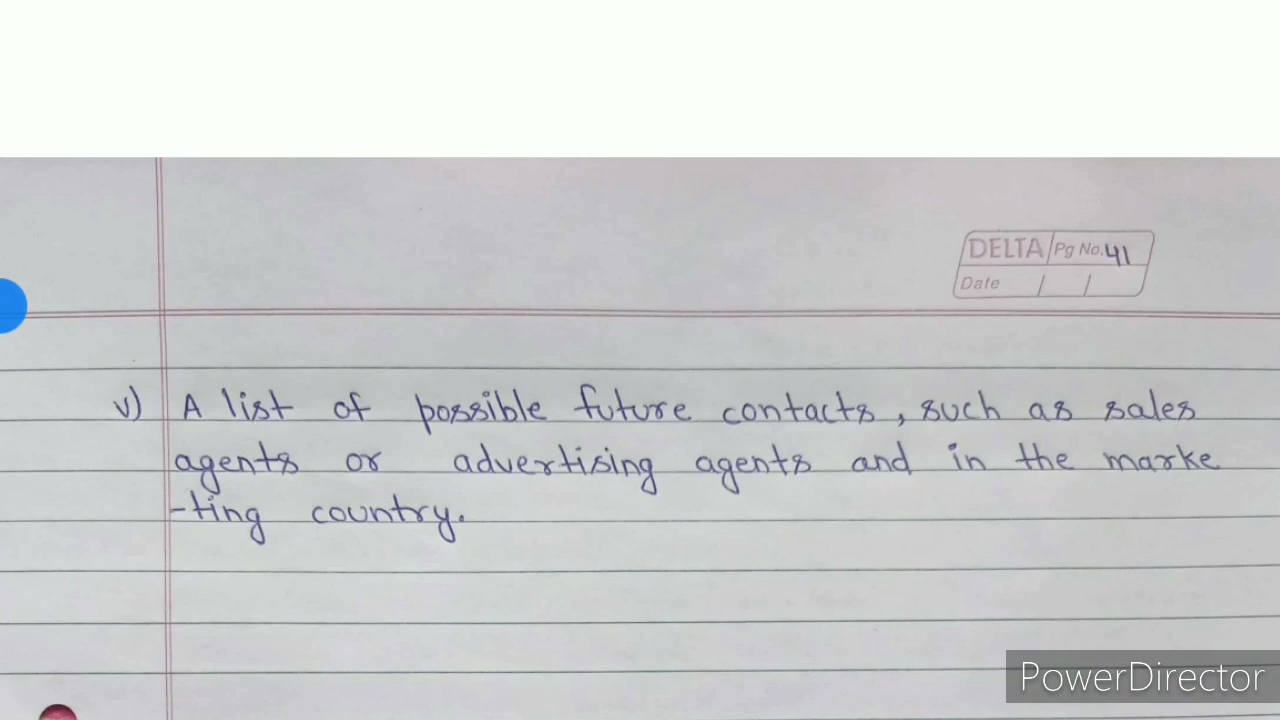 DELTA Pg No. 41
Date / /
v) A list of possible future contacts, such as sales
agents or advertising agents and in the marke
-ting country.
PowerDirector